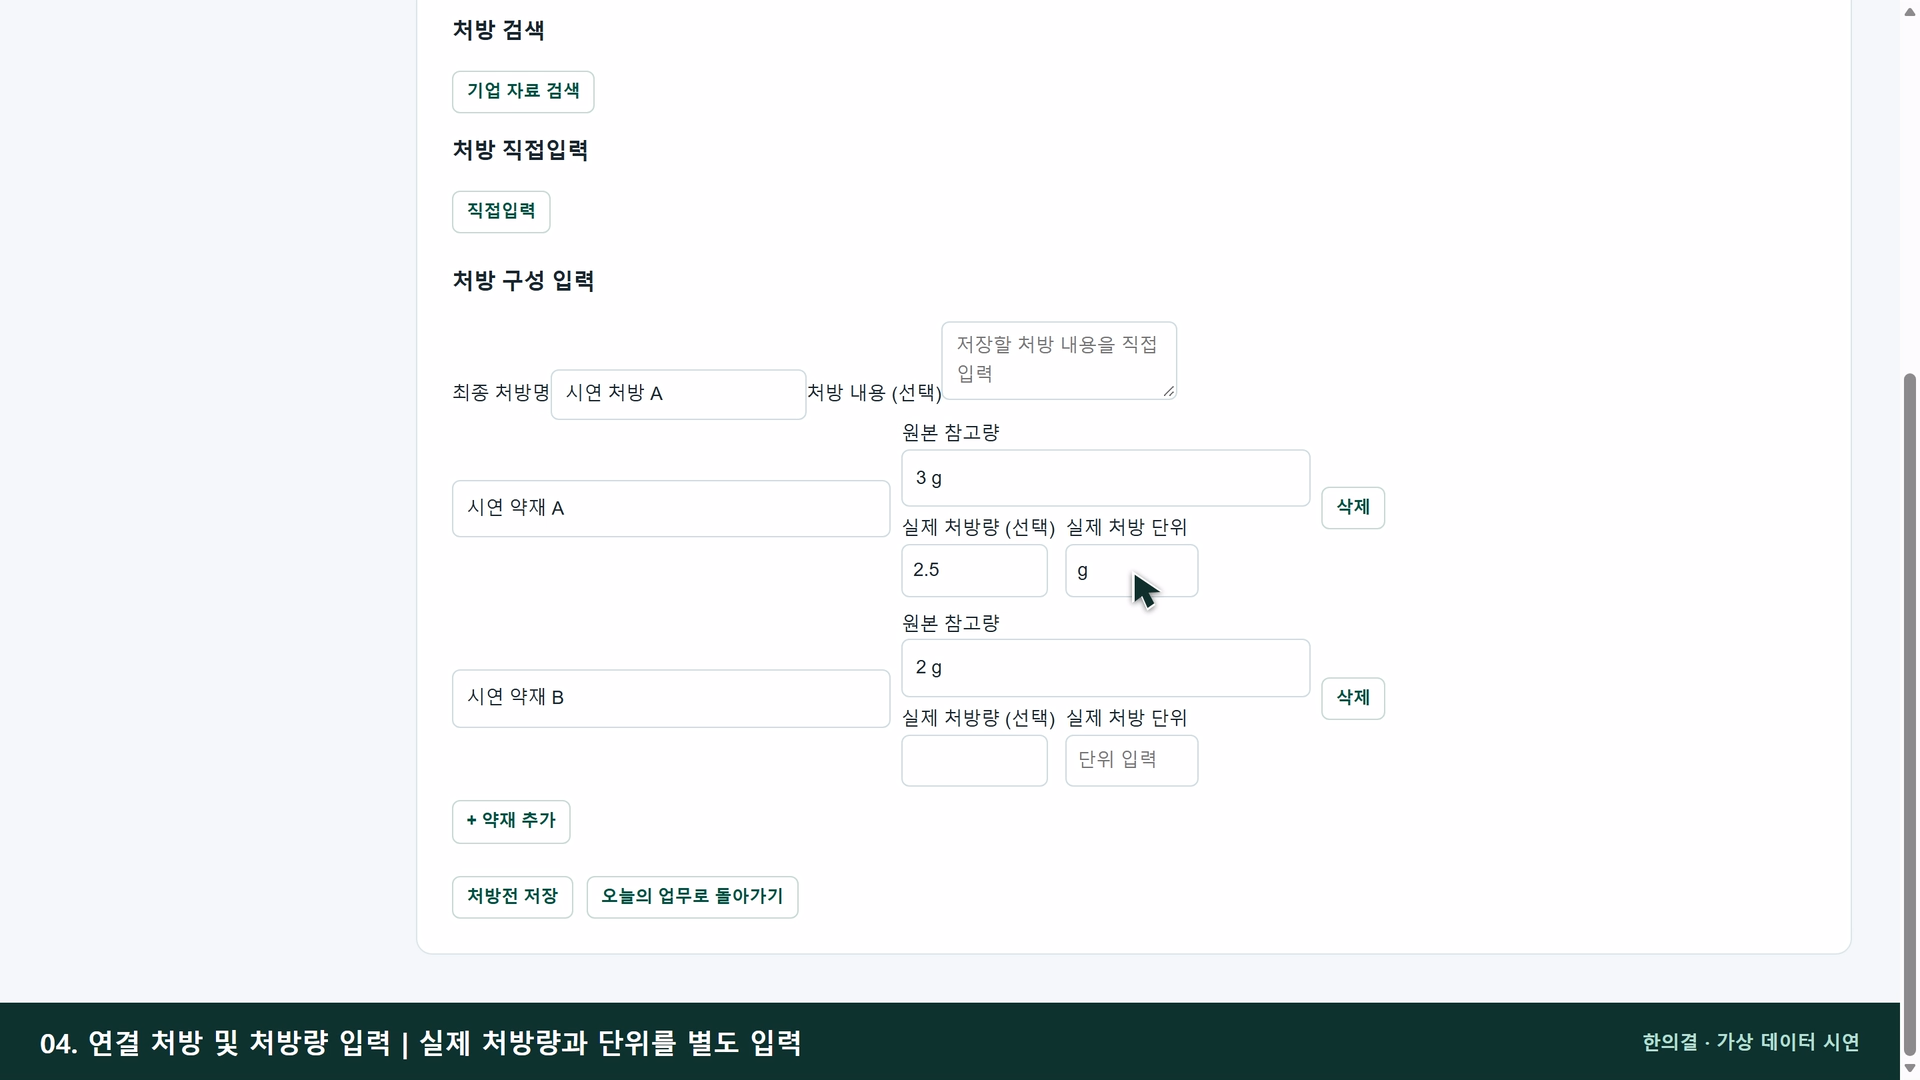 처방 검색
기업 자료 검색
처방 직접입력
직접입력
처방 구성 입력
저장할 처방 내용을 직접
입력
최종 처방명 시연 처방 A 처방 내용 (선택)
원본 참고량
3 g
시연 약재 A
삭제
실제 처방량 (선택) 실제 처방 단위
2.5 g
원본 참고량
2 g
시연 약재 B
삭제
실제 처방량 (선택) 실제 처방 단위
단위 입력
+ 약재 추가
처방전 저장 오늘의 업무로 돌아가기
04. 연결 처방 및 처방량 입력 | 실제 처방량과 단위를 별도 입력
한의결 · 가상 데이터 시연